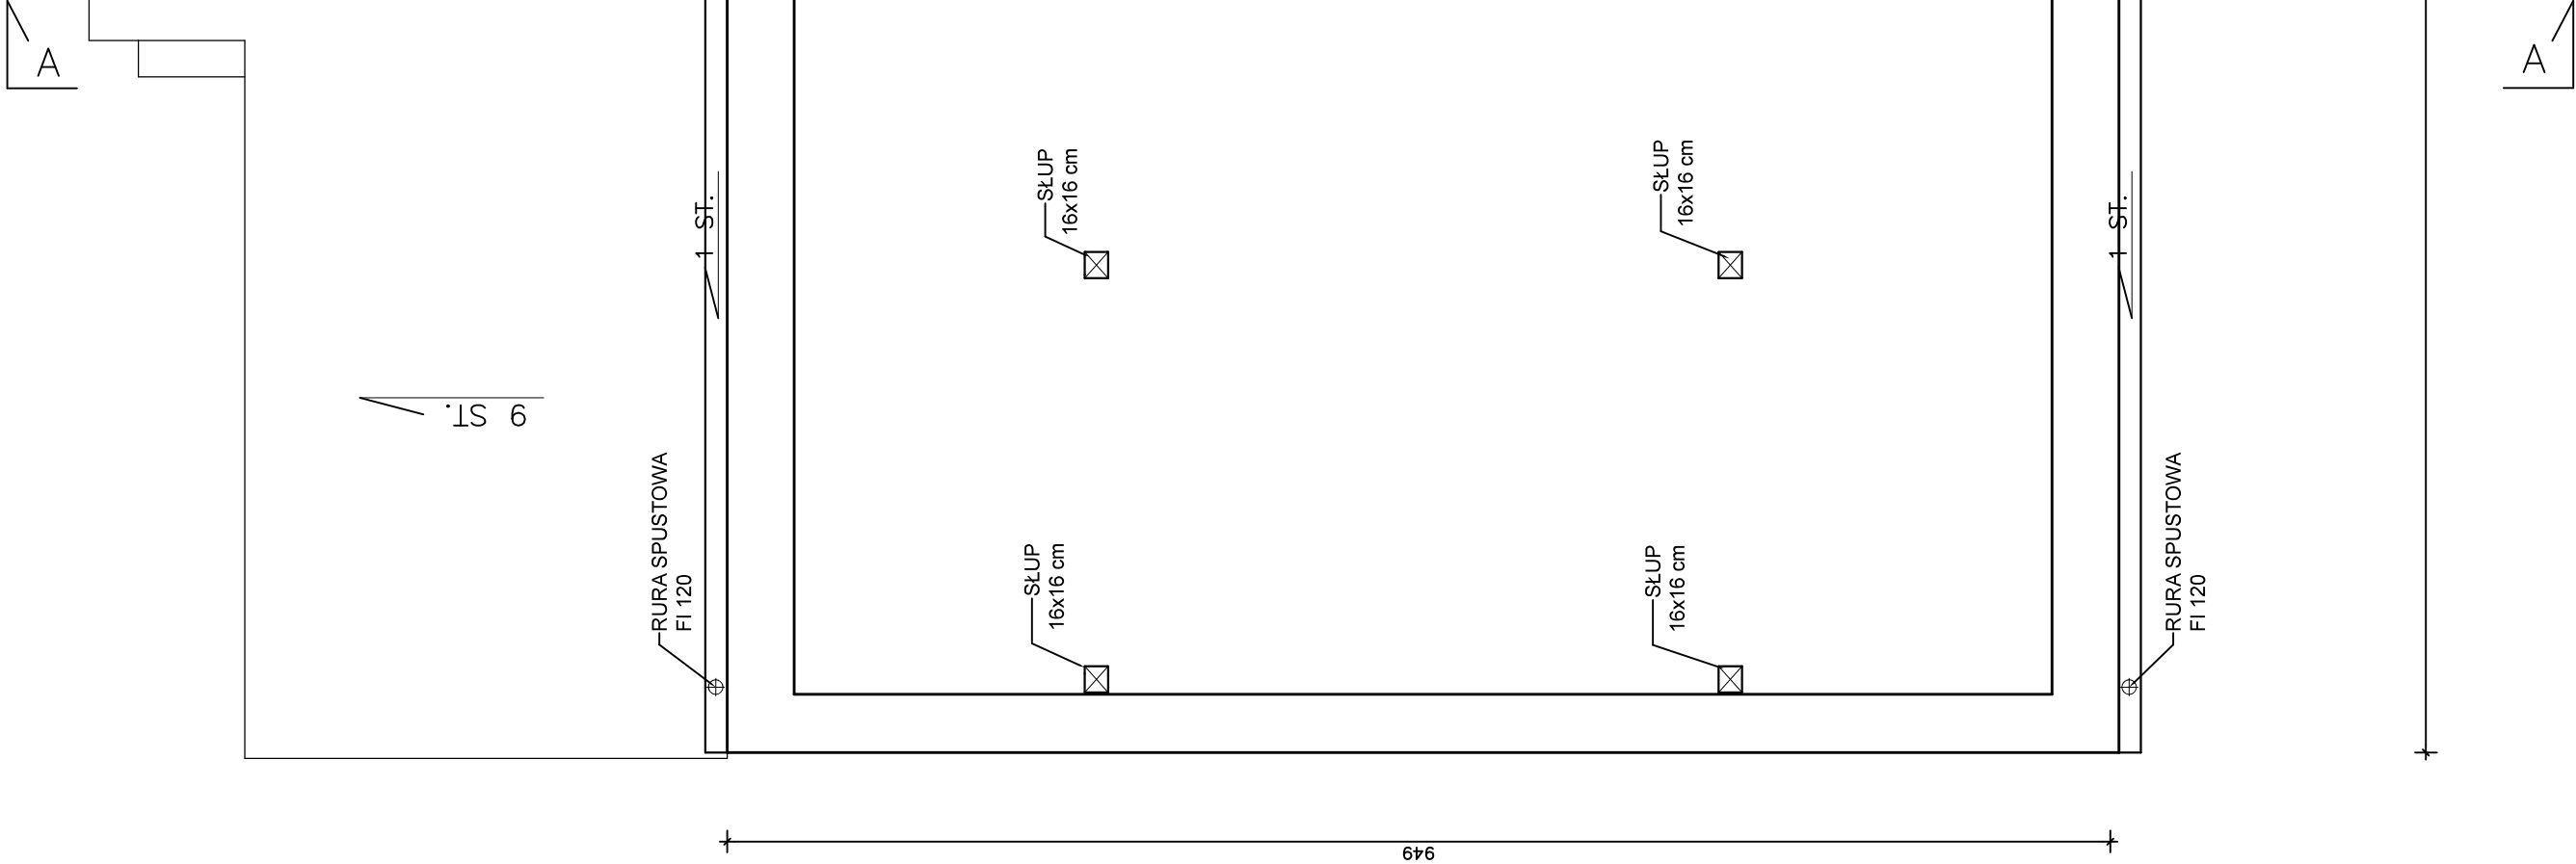 A
A
SŁUP
16x16 cm
SŁUP
16x16 cm
1 ST.
1 ST.
9 ST.
RURA SPUSTOWA
FI 120
SŁUP
16x16 cm
SŁUP
16x16 cm
RURA SPUSTOWA
FI 120
949